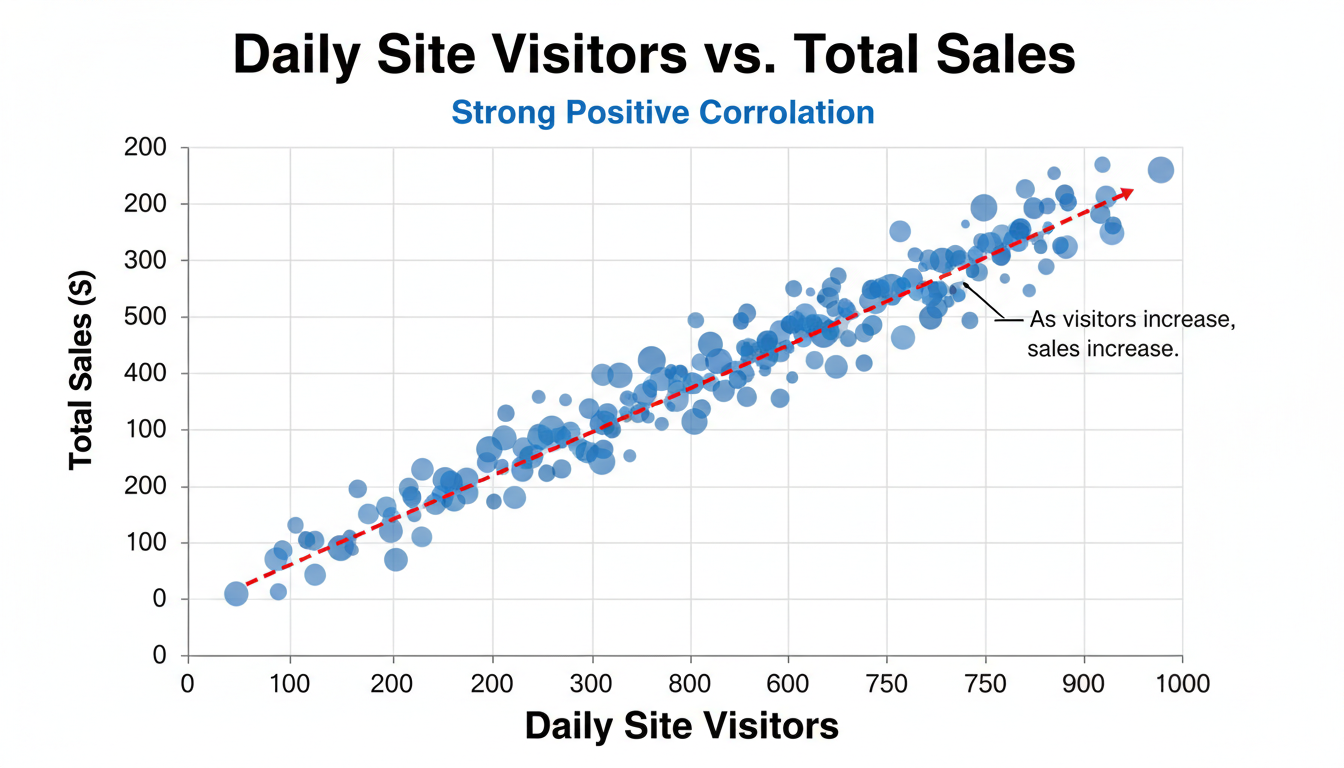 Daily Site Visitors vs. Total Sales
Strong Positive Corrolation
Total Sales (S)
200
200
300
500
400
100
200
100
0
0
As visitors increase,
sales increase.
0 100 200 200 300 800 600 750 750 900 1000
Daily Site Visitors